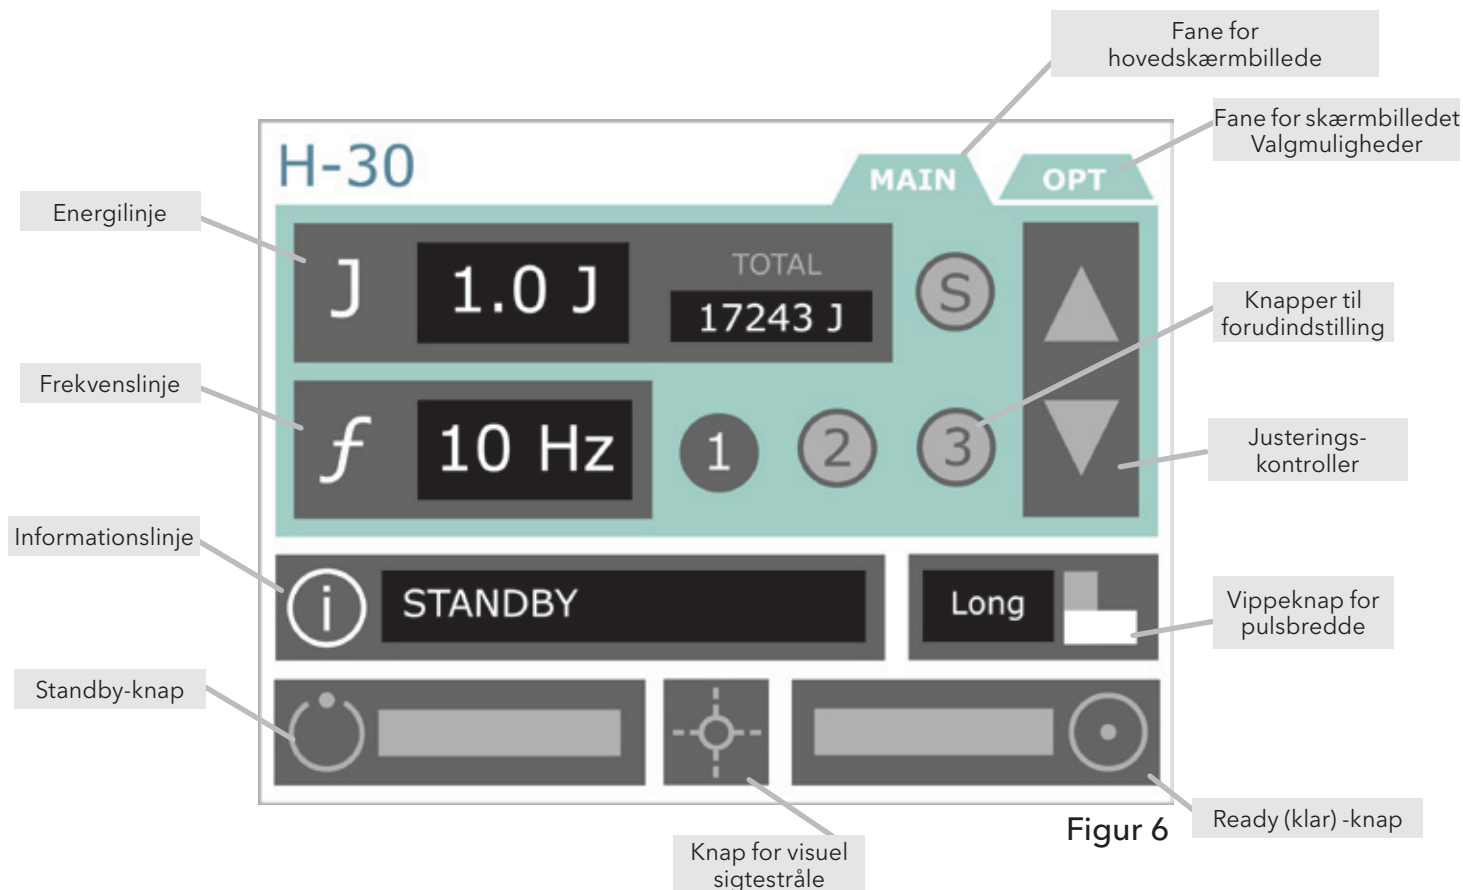 Fane for
hovedskærmbillede
Fane for skærmbilledet
Valgmuligheder
H-30
MAIN
OPT
Energilinje
J
1.0 J
TOTAL
17243 J
S
Knapper til
forudindstilling
Frekvenslinje
f
10 Hz
1
2
3
Justerings-
kontroller
Informationslinje
i
STANDBY
Long
Vippeknap for
pulsbredde
Standby-knap
Ready (klar) -knap
Figur 6
Knap for visuel
sigtestråle